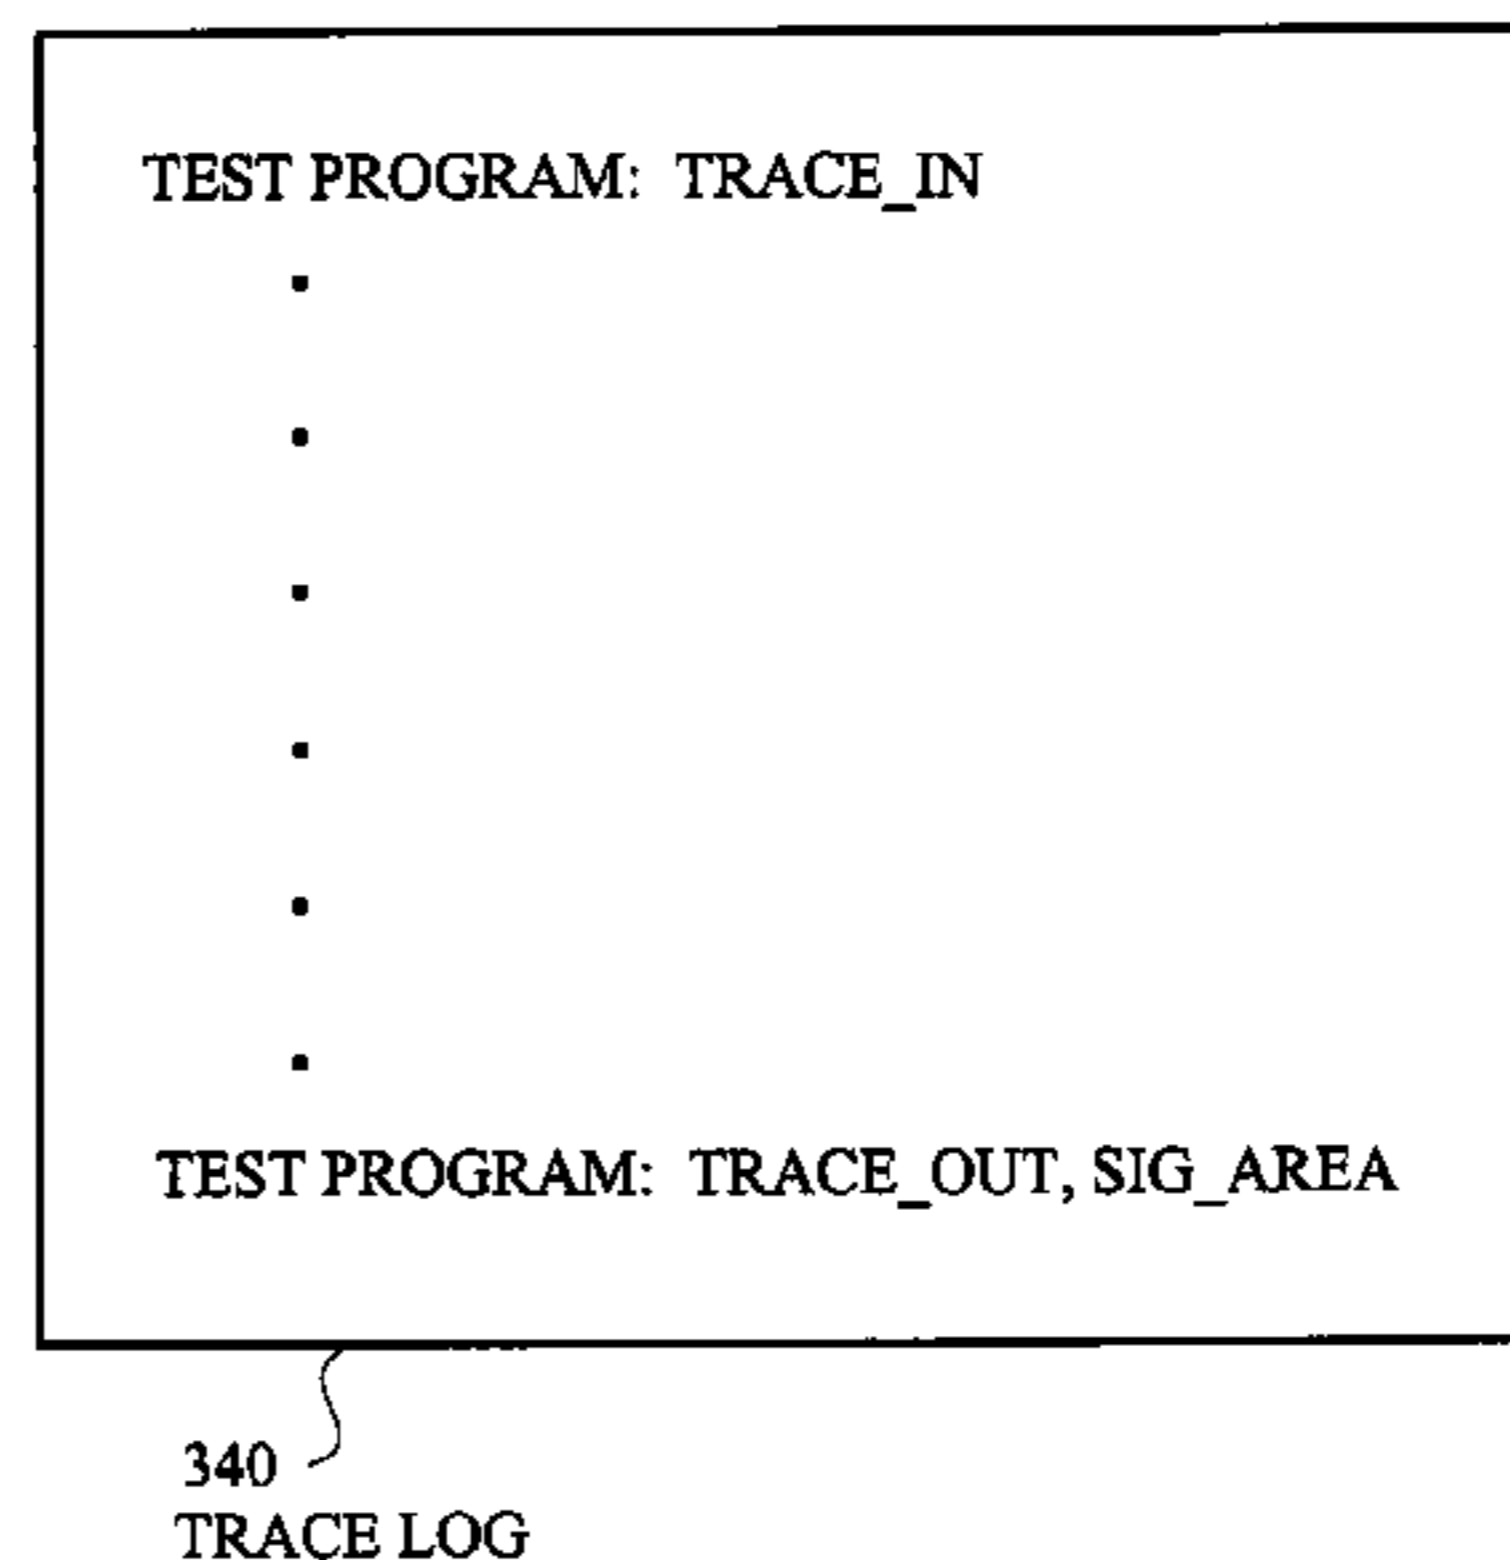 TEST PROGRAM: TRACE_IN
TEST PROGRAM: TRACE_OUT, SIG_AREA
340
TRACE LOG